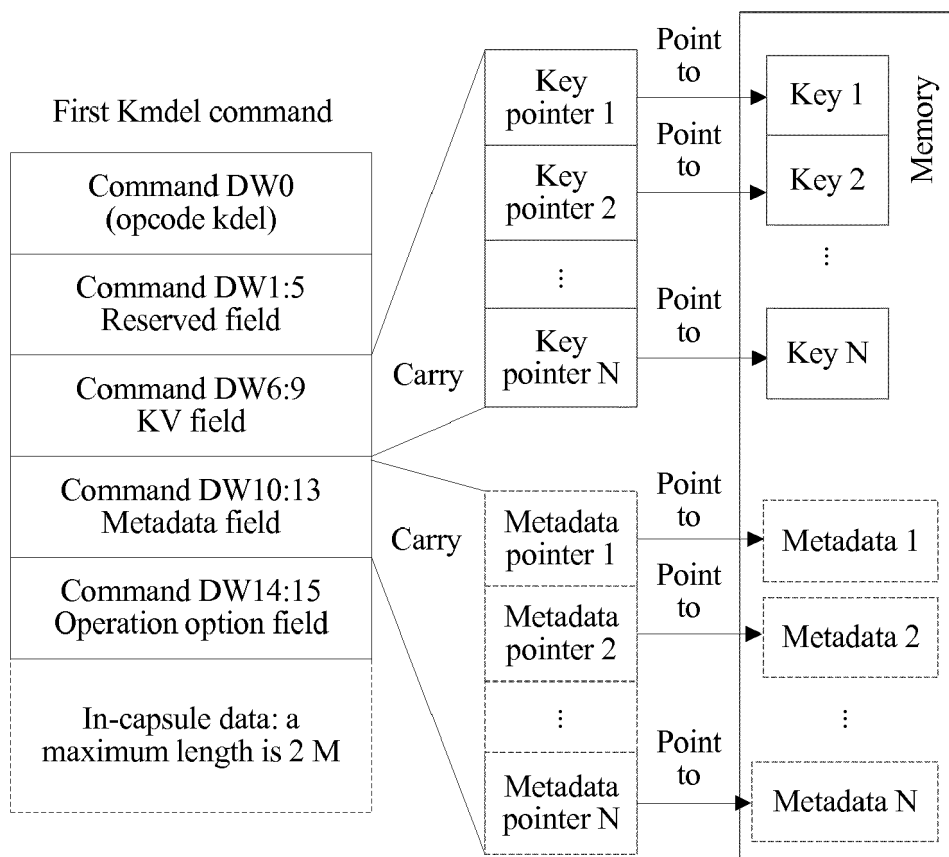 First Kmdel command
Command DW0
(opcode kdel)
Command DW1:5
Reserved field
Command DW6:9
KV field
Command DW10:13
Metadata field
Command DW14:15
Operation option field
In-capsule data: a
maximum length is 2 M
Carry
Carry
Key
pointer 1
Key
pointer 2
⋮
Key
pointer N
Metadata
pointer 1
Metadata
pointer 2
⋮
Metadata
pointer N
Point
to
Point
to
Point
to
Point
to
Point
to
Point
to
Memory
Key 1
Key 2
⋮
Key N
Metadata 1
Metadata 2
⋮
Metadata N